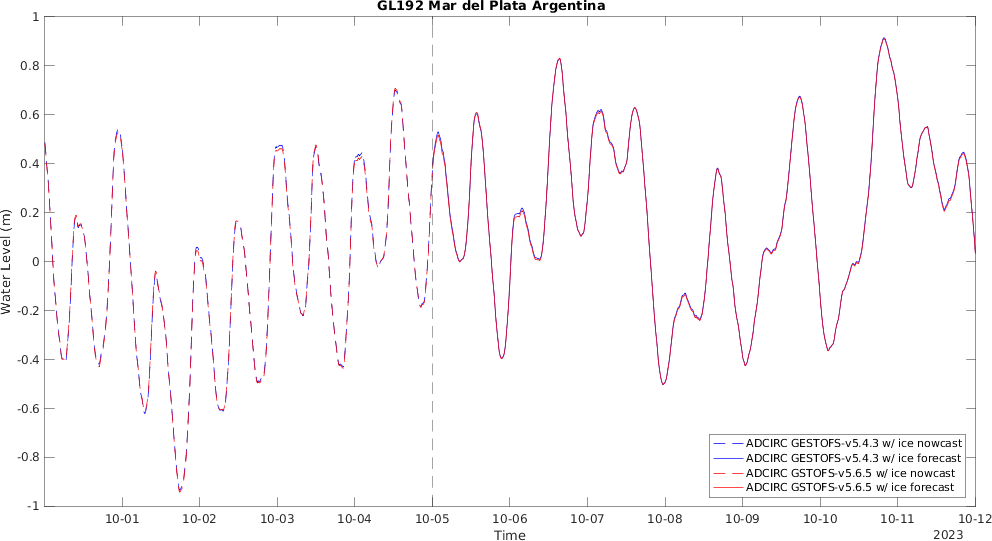 GL192 Mar del Plata Argentina
1
0.8
0.6
0.4
0.2
0
-0.2
-0.4
-0.6
-0.8
-1
Water Level (m)
10-01 10-02 10-03 10-04 10-05 10-06 10-07 10-08 10-09 10-10 10-11 10-12
Time
2023
ADCIRC GESTOFS-v5.4.3 w/ ice nowcast
ADCIRC GESTOFS-v5.4.3 w/ ice forecast
ADCIRC GSTOFS-v5.6.5 w/ ice nowcast
ADCIRC GSTOFS-v5.6.5 w/ ice forecast